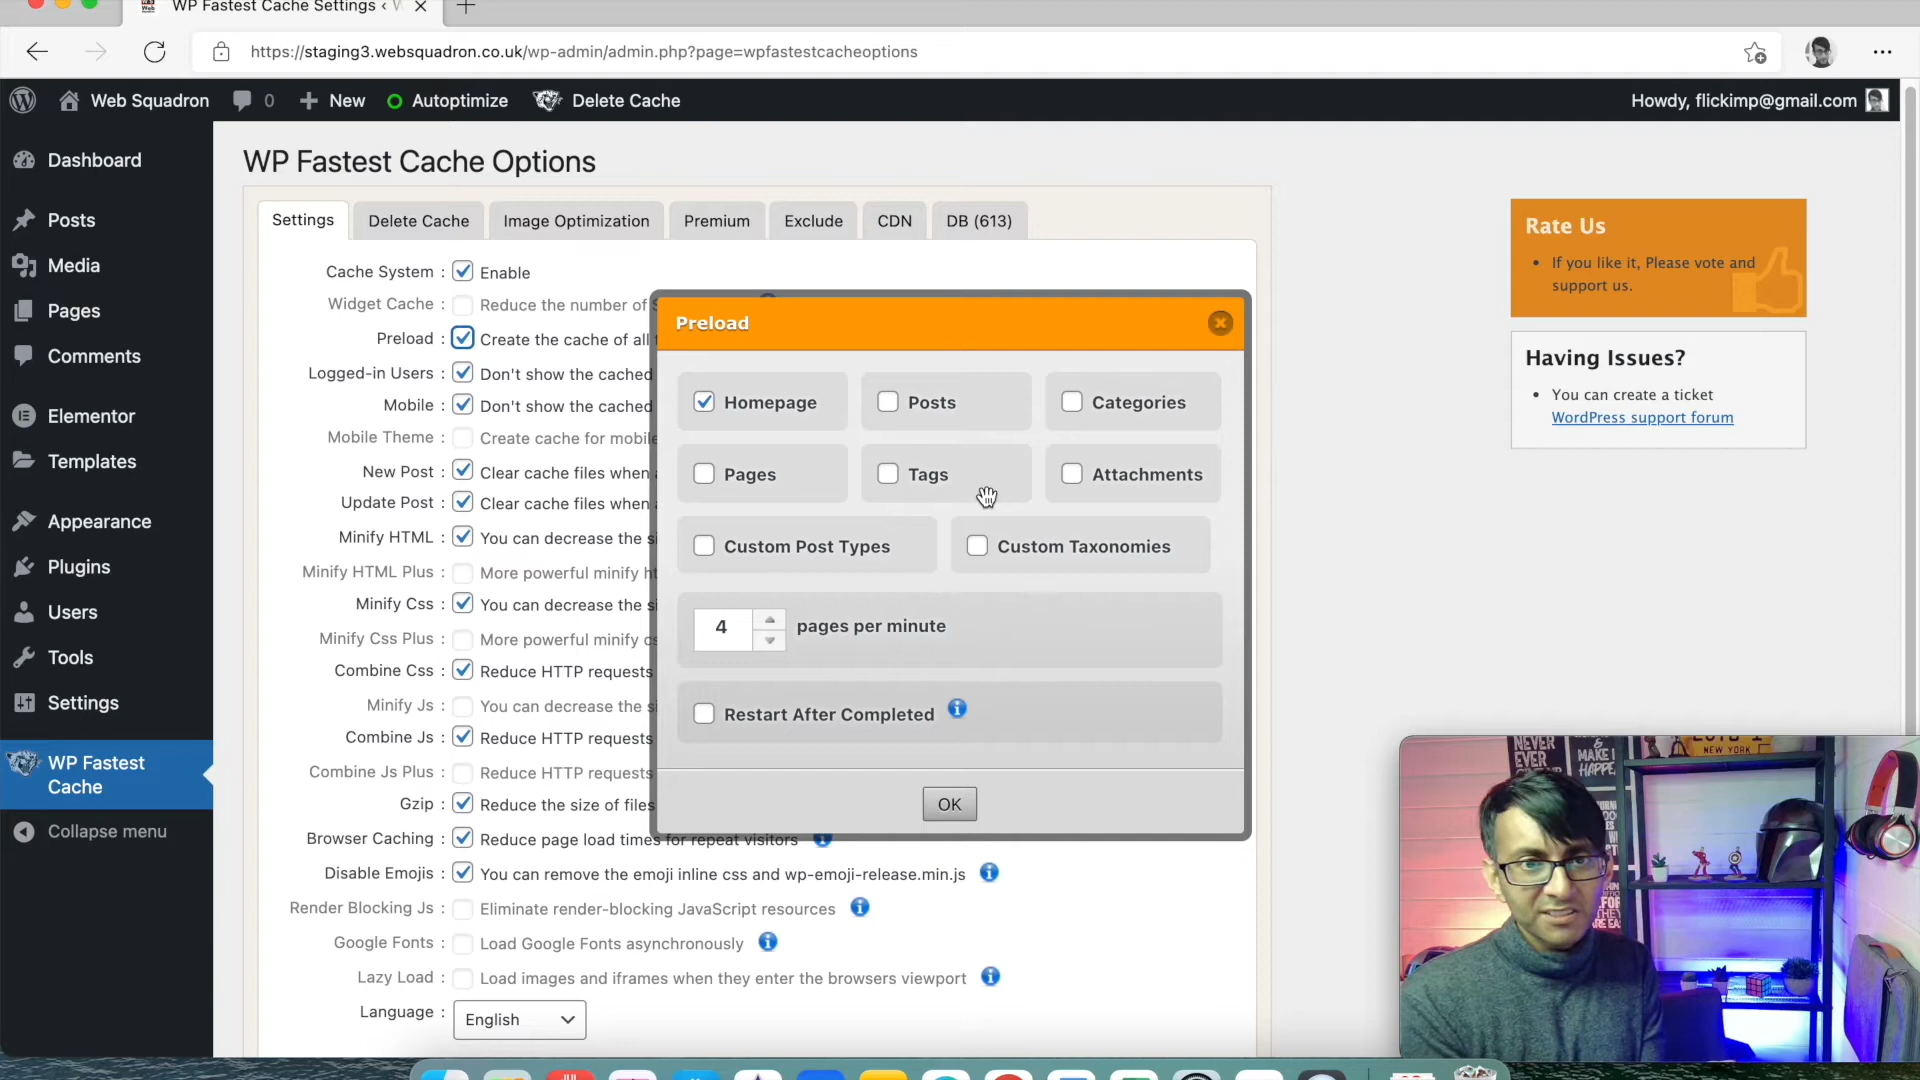 WP Fastest Cache Settings ‹ W
https://staging3.websquadron.co.uk/wp-admin/admin.php?page=wpfastestcacheoptions
Web Squadron 0 New Autoptimize Delete Cache Howdy, flickimp@gmail.com
Dashboard
Posts
Media
Pages
Comments
Elementor
Templates
Appearance
Plugins
Users
Tools
Settings
WP Fastest
Cache
Collapse menu
WP Fastest Cache Options
Settings Delete Cache Image Optimization Premium Exclude CDN DB (613)
Cache System : Enable
Widget Cache : Reduce the number of
Preload : Create the cache of all
Logged-in Users : Don't show the cached
Mobile : Don't show the cached
Mobile Theme : Create cache for mobile
New Post : Clear cache files when
Update Post : Clear cache files when
Minify HTML : You can decrease the
Minify HTML Plus : More powerful minify
Minify Css : You can decrease the
Minify Css Plus : More powerful minify
Combine Css : Reduce HTTP requests
Minify Js : You can decrease the
Combine Js : Reduce HTTP requests
Combine Js Plus : Reduce HTTP requests
Gzip : Reduce the size of files
Browser Caching : Reduce page load times for repeat visitors
Disable Emojis : You can remove the emoji inline css and wp-emoji-release.min.js
Render Blocking Js : Eliminate render-blocking JavaScript resources
Google Fonts : Load Google Fonts asynchronously
Lazy Load : Load images and iframes when they enter the browsers viewport
Language : English
Preload
Homepage Posts Categories
Pages Tags Attachments
Custom Post Types Custom Taxonomies
4 pages per minute
Restart After Completed
OK
Rate Us
If you like it, Please vote and
support us.
Having Issues?
You can create a ticket
WordPress support forum
NEVER
EVER
MAKE I
HAPPE
NEW YORK